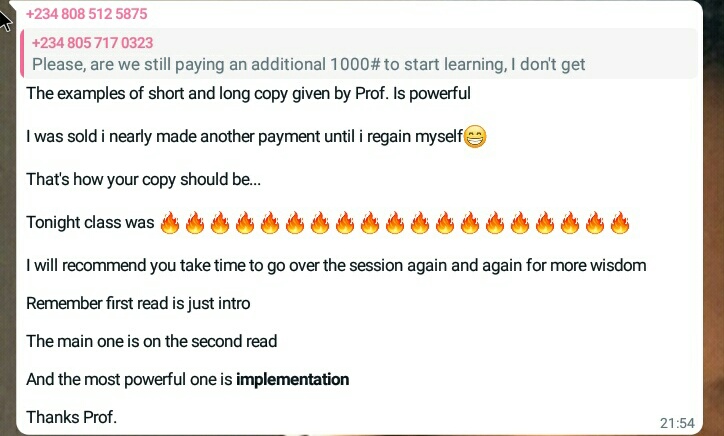 +234 808 512 5875
+234 805 717 0323
Please, are we still paying an additional 1000# to start learning, I don't get
The examples of short and long copy given by Prof. Is powerful
I was sold i nearly made another payment until i regain myself😁
That's how your copy should be...
Tonight class was 🔥🔥🔥🔥🔥🔥🔥🔥🔥🔥🔥🔥🔥🔥🔥🔥🔥🔥🔥
I will recommend you take time to go over the session again and again for more wisdom
Remember first read is just intro
The main one is on the second read
And the most powerful one is implementation
Thanks Prof.
21:54